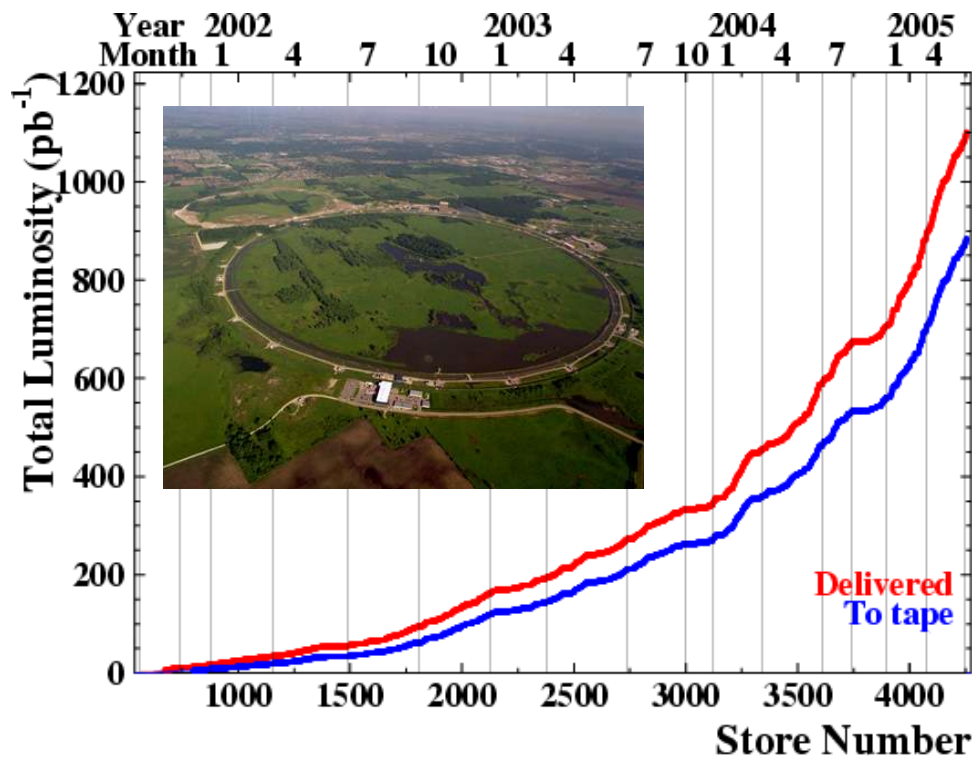 Year 2002 2003 2004 2005
Month 1 4 7 10 1 4 7 10 1 4 7 1 4
Total Luminosity (pb-1)
1200
1000
800
600
400
200
0
Delivered
To tape
1000 1500 2000 2500 3000 3500 4000
Store Number